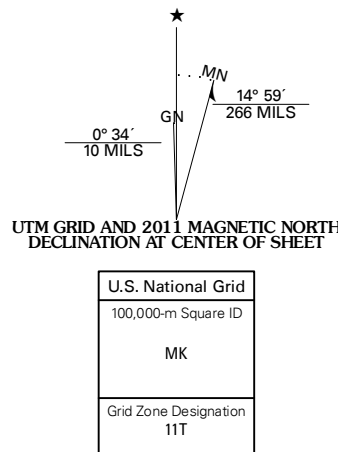 ★
MN
GN
14° 59´
266 MILS
0° 34´
10 MILS
UTM GRID AND 2011 MAGNETIC NORTH
DECLINATION AT CENTER OF SHEET
U.S. National Grid
100,000-m Square ID
MK
Grid Zone Designation
11T